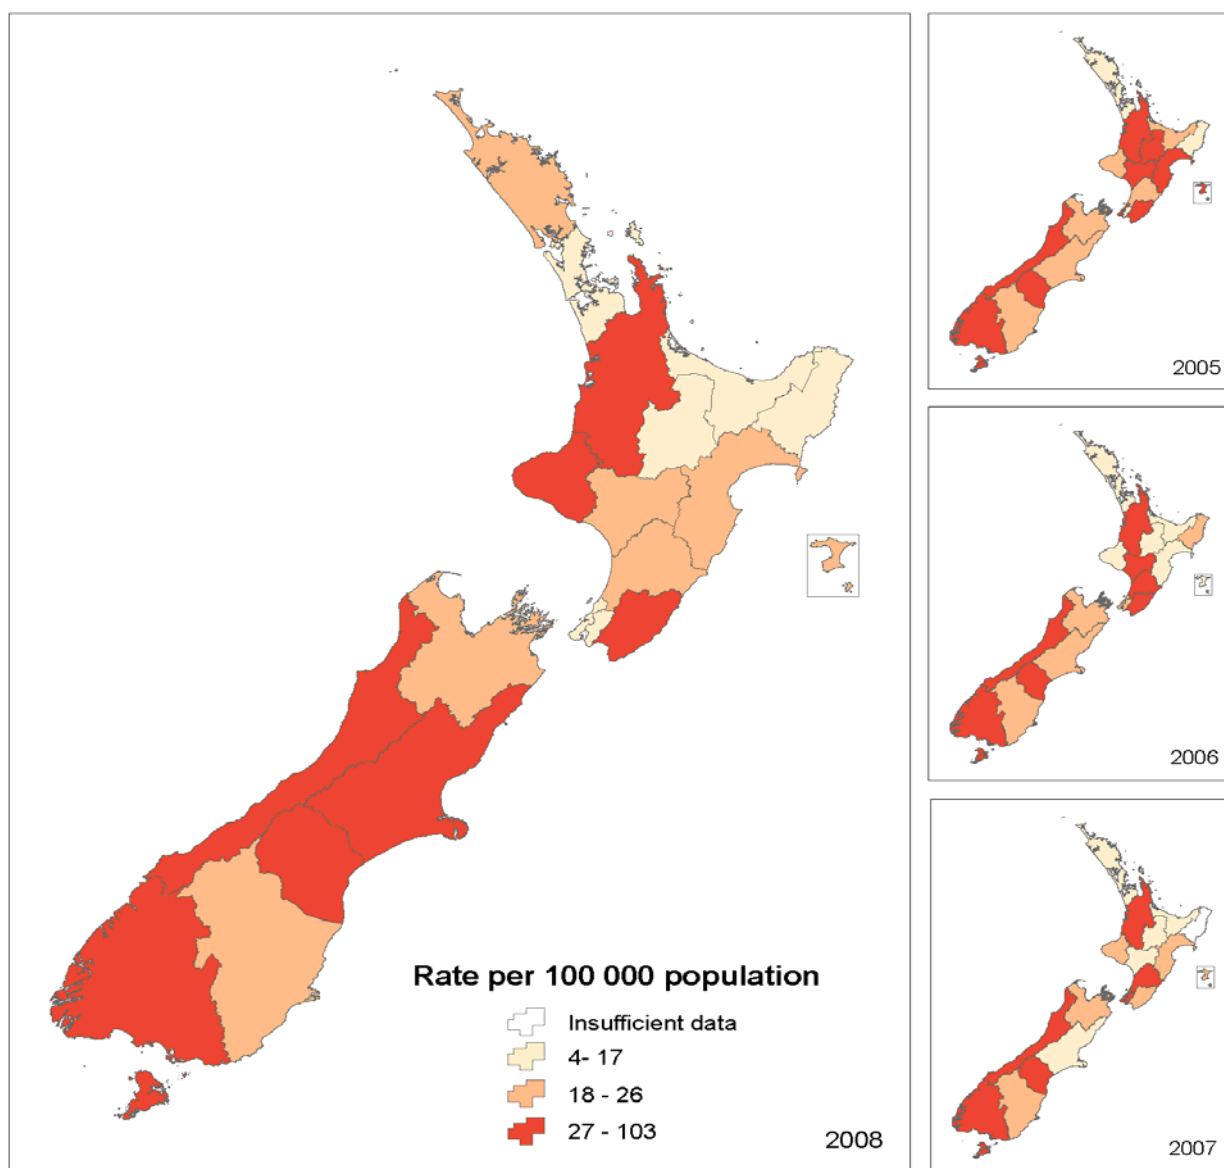 2005
2006
Rate per 100 000 population
Insufficient data
4- 17
18 - 26
27 - 103
2008
2007